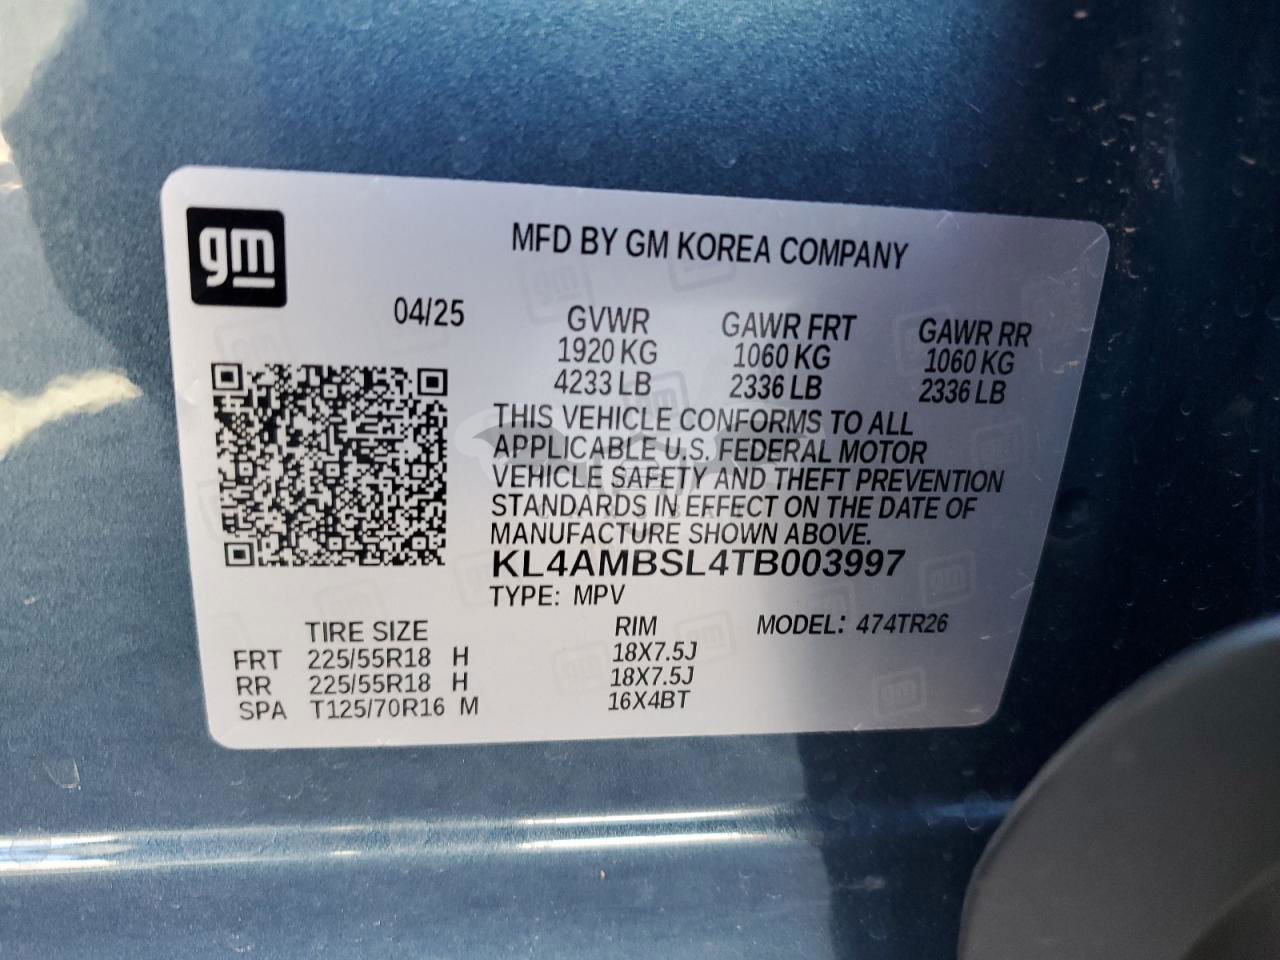 gm
MFD BY GM KOREA COMPANY
04/25
GVWR GAWR FRT GAWR RR
1920 KG 1060 KG 1060 KG
4233 LB 2336 LB 2336 LB
THIS VEHICLE CONFORMS TO ALL
APPLICABLE U.S. FEDERAL MOTOR
VEHICLE SAFETY AND THEFT PREVENTION
STANDARDS IN EFFECT ON THE DATE OF
MANUFACTURE SHOWN ABOVE.
KL4AMBSL4TB003997
TYPE: MPV
TIRE SIZE RIM MODEL: 474TR26
FRT 225/55R18 H 18X7.5J
RR 225/55R18 H 18X7.5J
SPA T125/70R16 M 16X4BT